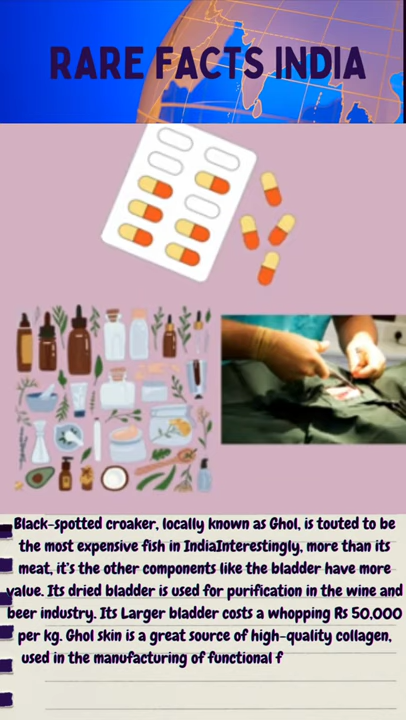 RARE FACTS INDIA
Black-spotted croaker, locally known as Ghol, is touted to be
the most expensive fish in IndiaInterestingly, more than its
meat, it's the other components like the bladder have more
value. Its dried bladder is used for purification in the wine and
beer industry. Its Larger bladder costs a whopping Rs 50,000
per kg. Ghol skin is a great source of high-quality collagen,
used in the manufacturing of functional f